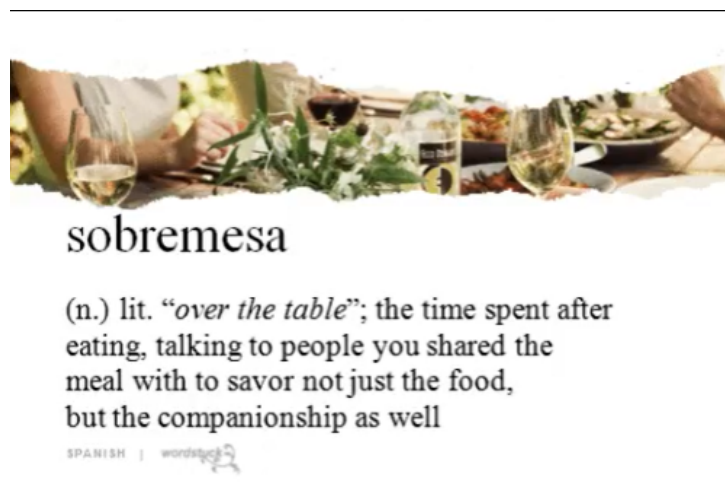 sobremesa
(n.) lit. “over the table”; the time spent after
eating, talking to people you shared the
meal with to savor not just the food,
but the companionship as well
SPANISH | wordstuck